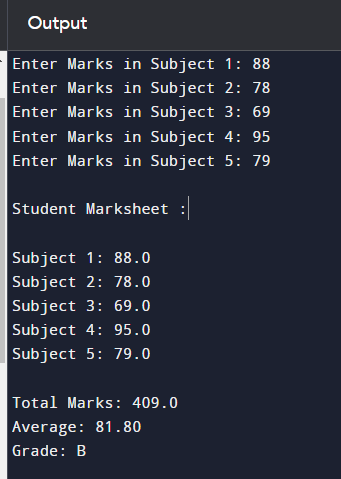 Output
Enter Marks in Subject 1: 88
Enter Marks in Subject 2: 78
Enter Marks in Subject 3: 69
Enter Marks in Subject 4: 95
Enter Marks in Subject 5: 79
Student Marksheet :
Subject 1: 88.0
Subject 2: 78.0
Subject 3: 69.0
Subject 4: 95.0
Subject 5: 79.0
Total Marks: 409.0
Average: 81.80
Grade: B